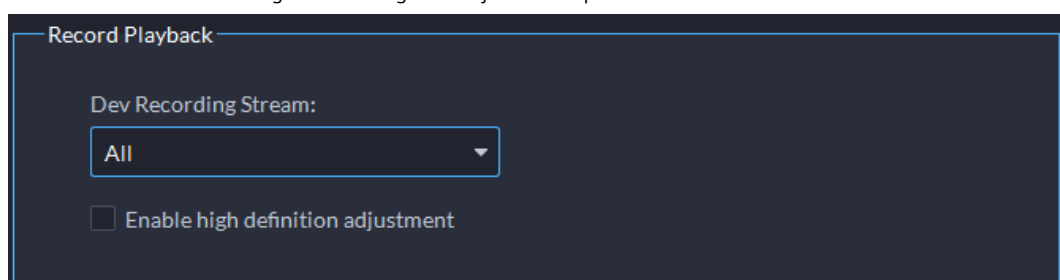 Record Playback
Dev Recording Stream:
All
Enable high definition adjustment